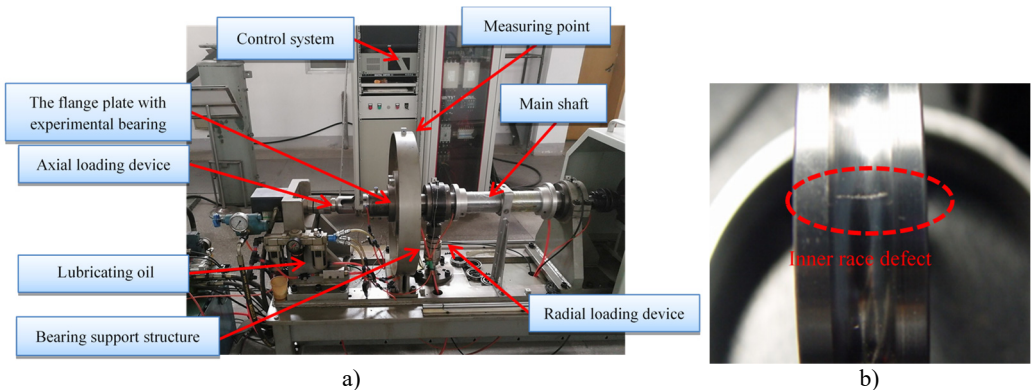 Control system
Measuring point
The flange plate with
experimental bearing
Main shaft
Axial loading device
Lubricating oil
Bearing support structure
Radial loading device
Inner race defect
a)
b)